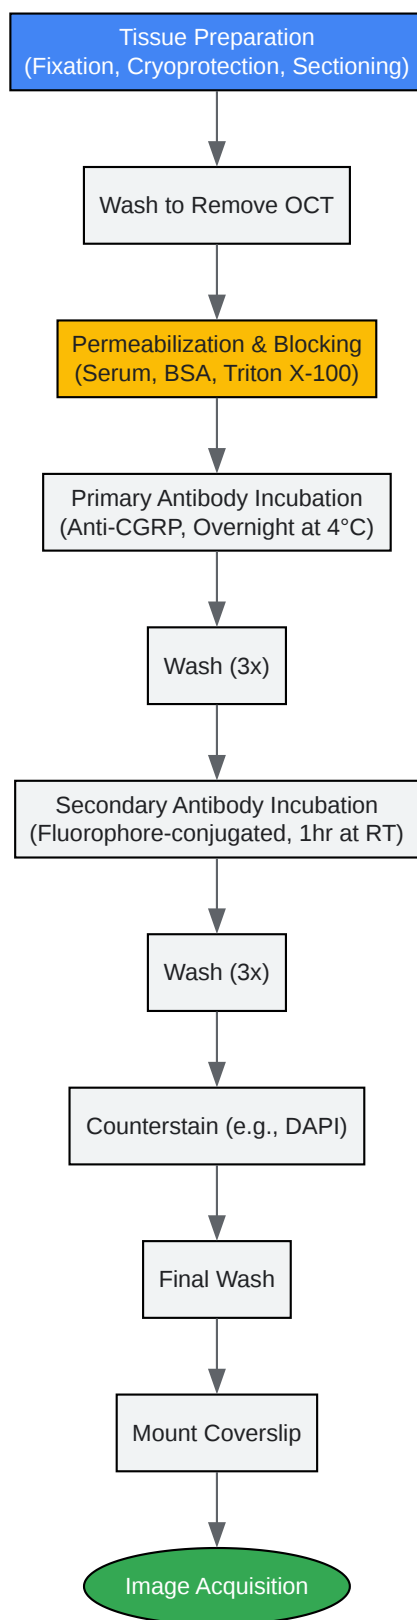 Tissue Preparation
(Fixation, Cryoprotection, Sectioning)
Wash to Remove OCT
Permeabilization & Blocking
(Serum, BSA, Triton X-100)
Primary Antibody Incubation
(Anti-CGRP, Overnight at 4°C)
Wash (3x)
Secondary Antibody Incubation
(Fluorophore-conjugated, 1hr at RT)
Wash (3x)
Counterstain (e.g., DAPI)
Final Wash
Mount Coverslip
Image Acquisition